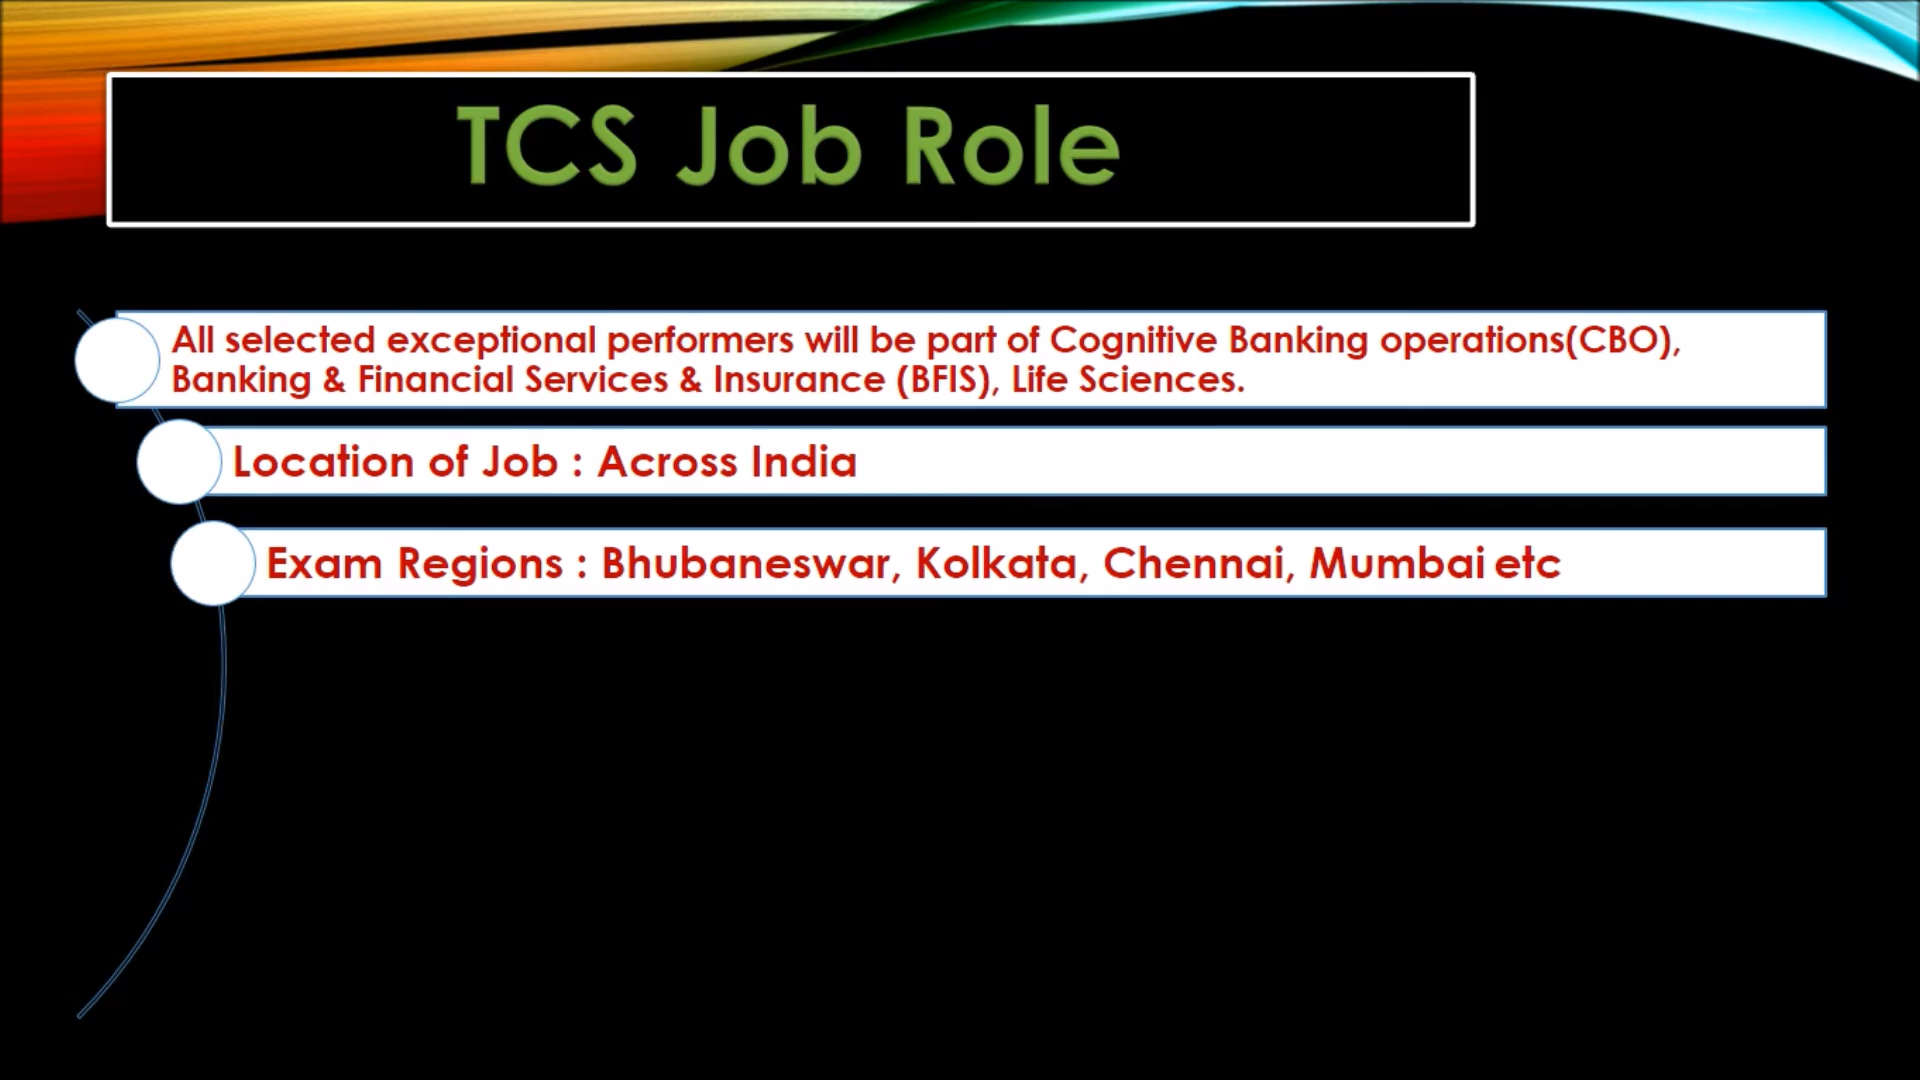 TCS Job Role
All selected exceptional performers will be part of Cognitive Banking operations(CBO),
Banking & Financial Services & Insurance (BFIS), Life Sciences.
Location of Job : Across India
Exam Regions : Bhubaneswar, Kolkata, Chennai, Mumbai etc